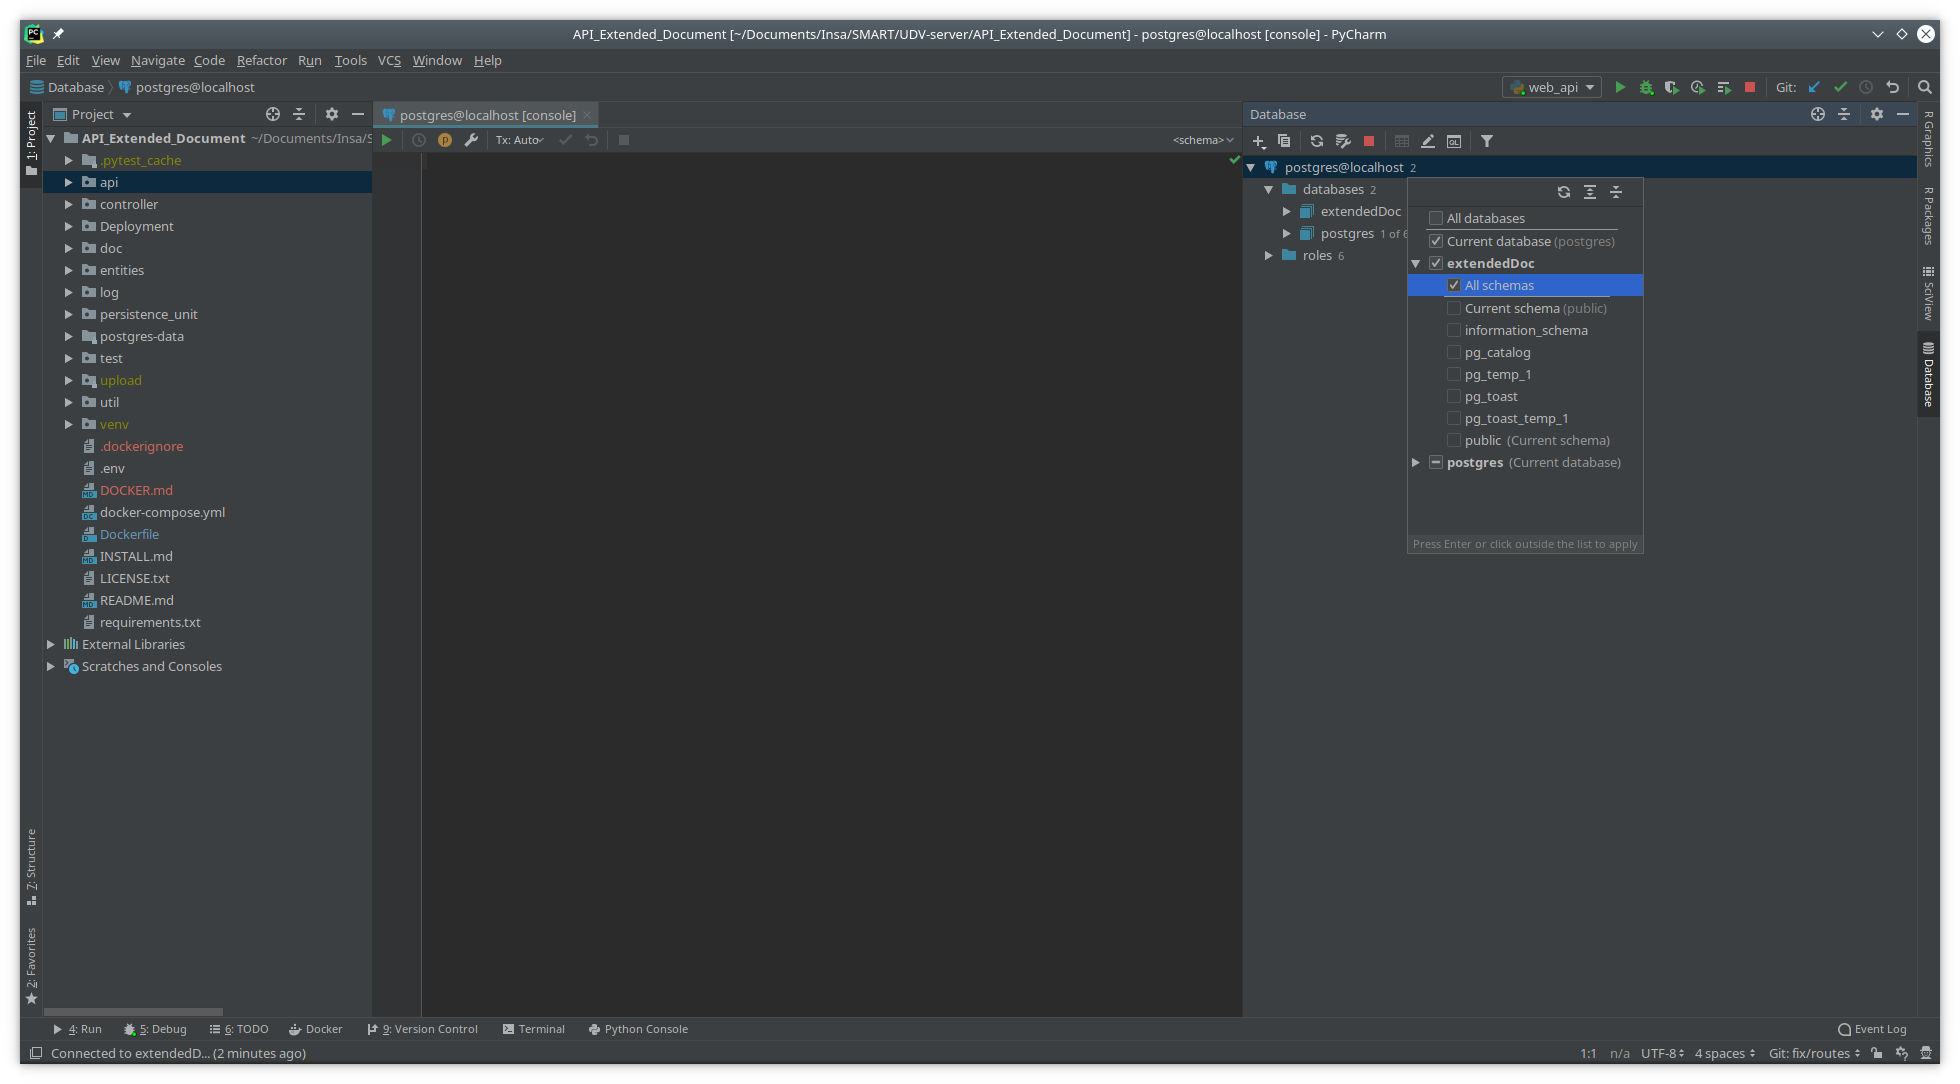 API_Extended_Document [~/Documents/Insa/SMART/UDV-server/API_Extended_Document] - postgres@localhost [console] - PyCharm
File Edit View Navigate Code Refactor Run Tools VCS Window Help
Database postgres@localhost
web_api
Git:
1: Project
7: Structure
2: Favorites
Project
API_Extended_Document ~/Documents/Insa/S
.pytest_cache
api
controller
Deployment
doc
entities
log
persistence_unit
postgres-data
test
upload
util
venv
.dockerignore
.env
DOCKER.md
docker-compose.yml
Dockerfile
INSTALL.md
LICENSE.txt
README.md
requirements.txt
External Libraries
Scratches and Consoles
postgres@localhost [console]
Tx: Auto
<schema>
Database
postgres@localhost 2
databases 2
extendedDoc
postgres 1 of 6
roles 6
All databases
Current database (postgres)
extendedDoc
All schemas
Current schema (public)
information_schema
pg_catalog
pg_temp_1
pg_toast
pg_toast_temp_1
public (Current schema)
postgres (Current database)
Press Enter or click outside the list to apply
R Graphics
R Packages
SciView
Database
4: Run 5: Debug 6: TODO Docker 9: Version Control Terminal Python Console
Event Log
Connected to extendedD... (2 minutes ago)
1:1 n/a UTF-8 4 spaces Git: fix/routes